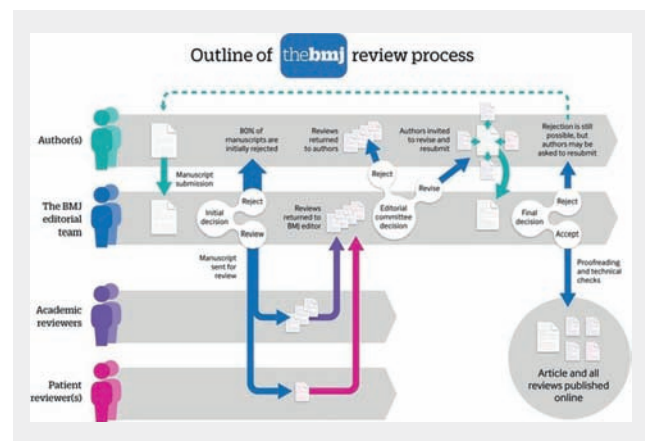 Outline of thebmj review process
Author(s)
80% of
manuscripts are
initially rejected
Reviews
returned
to authors
Authors invited
to revise and
resubmit
Rejection is still
possible, but
authors may be
asked to resubmit
Manuscript
submission
The BMJ
editorial
team
Initial
decision
Reject
Review
Reviews
returned to
BMJ editor
Reject
Editorial
committee
decision
Revise
Final
decision
Reject
Accept
Manuscript
sent for
review
Proofreading
and technical
checks
Academic
reviewers
Patient
reviewer(s)
Article and all
reviews published
online